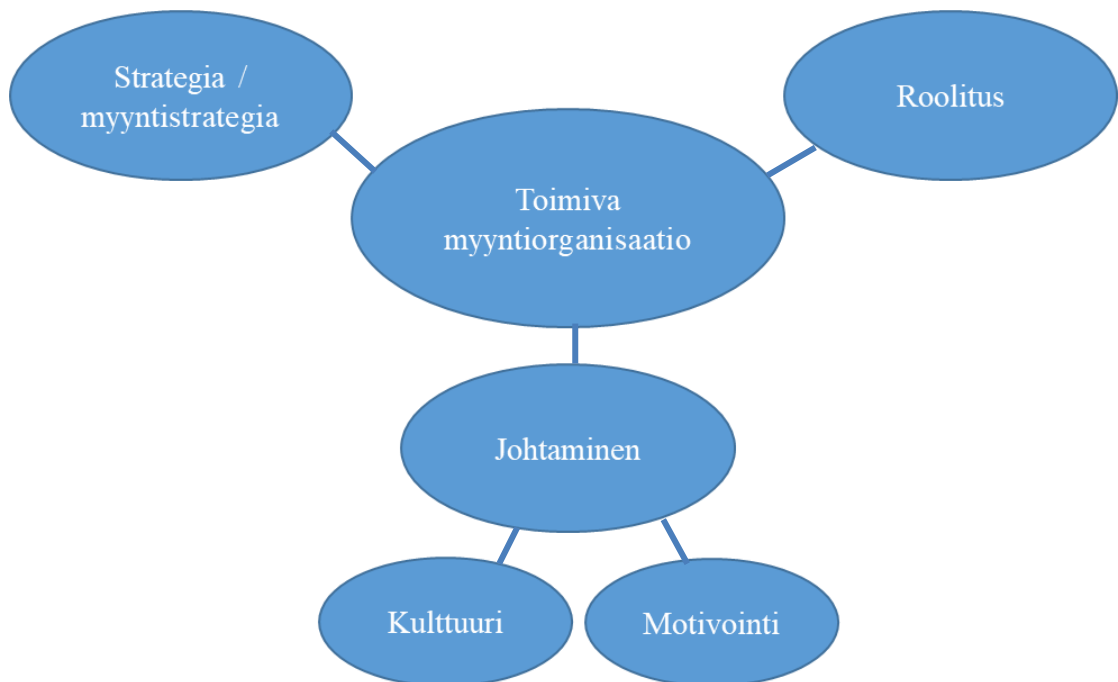 Strategia /
myyntistrategia
Roolitus
Toimiva
myyntiorganisaatio
Johtaminen
Kulttuuri
Motivointi